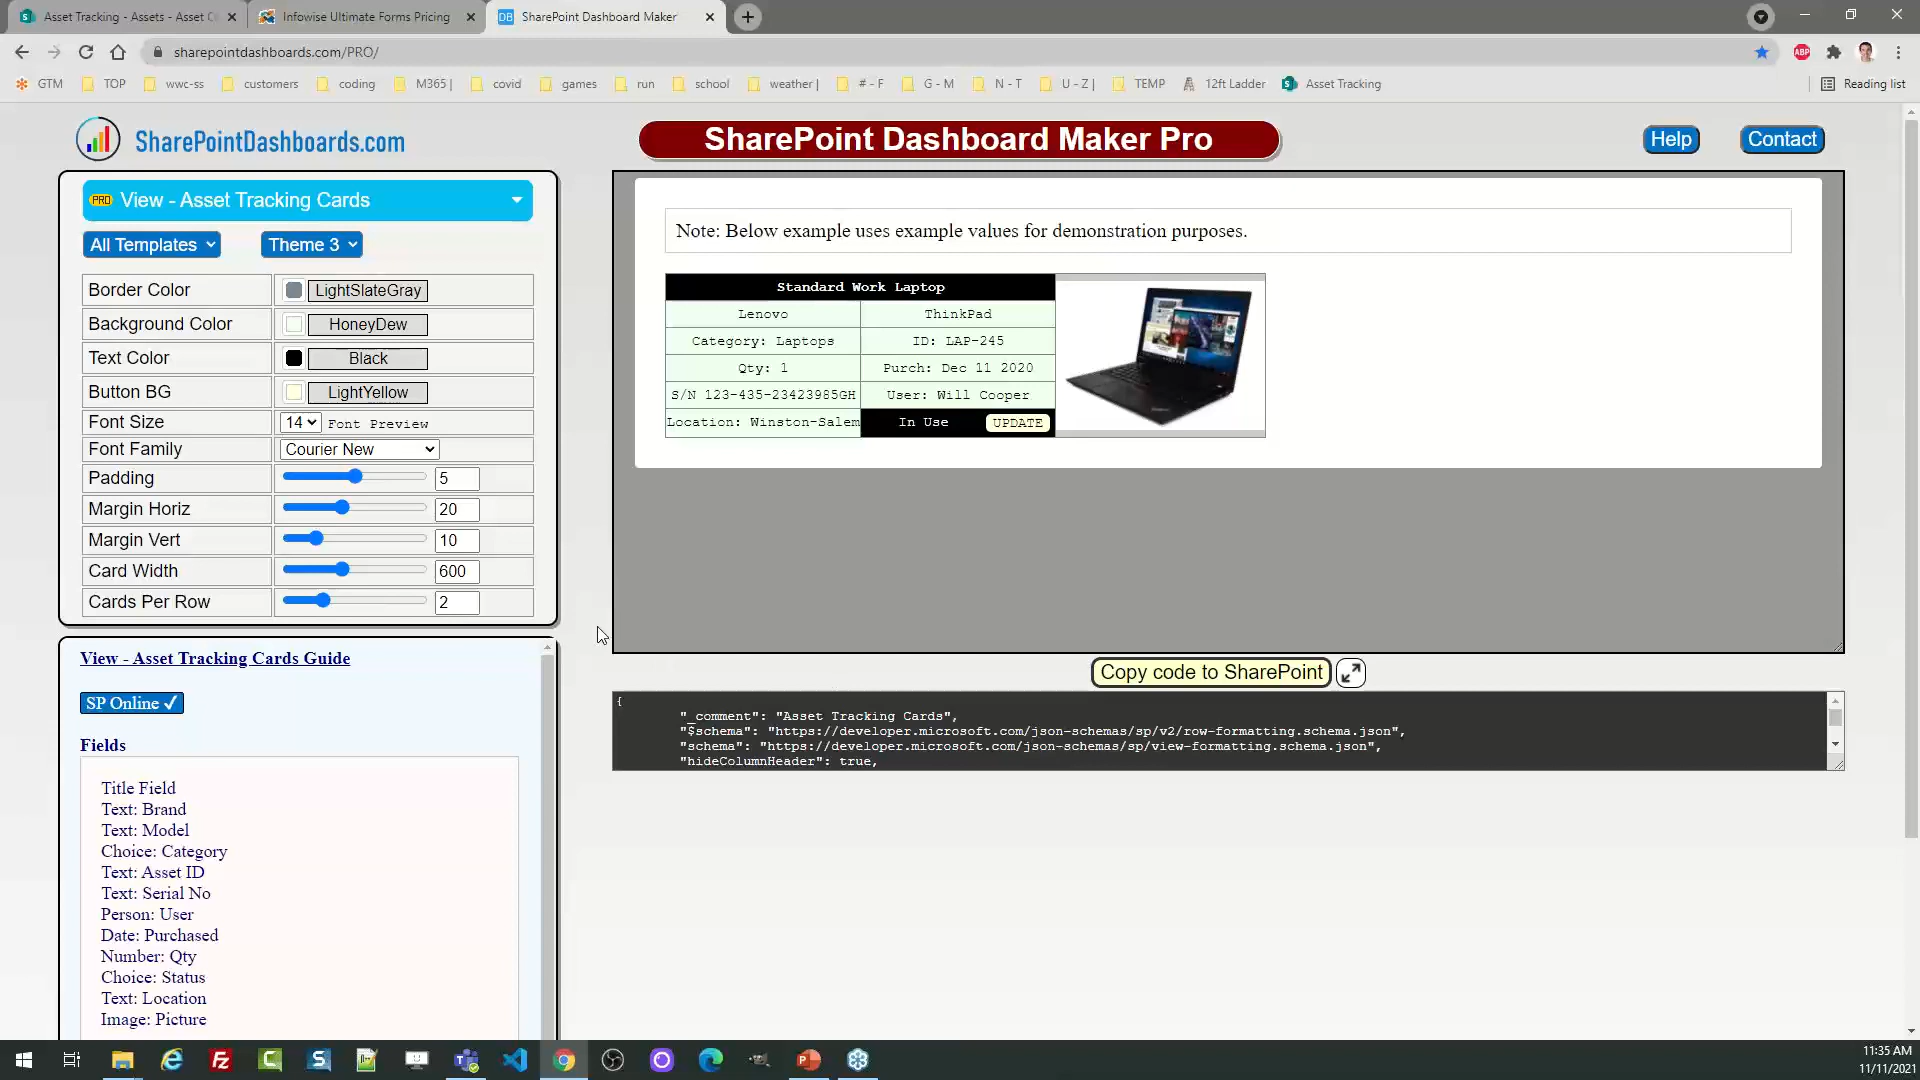 Asset Tracking - Assets - Asset C
Infowise Ultimate Forms Pricing
SharePoint Dashboard Maker
sharepointdashboards.com/PRO/
ABP
GTM
TOP
wwc-ss
customers
coding
M365 |
covid
games
run
school
weather |
# - F
G - M
N - T
U - Z |
TEMP
12ft Ladder
Asset Tracking
Reading list
SharePointDashboards.com
SharePoint Dashboard Maker Pro
Help
Contact
PRO View - Asset Tracking Cards
All Templates
Theme 3
Border Color
LightSlateGray
Background Color
HoneyDew
Text Color
Black
Button BG
LightYellow
Font Size
14
Font Preview
Font Family
Courier New
Padding
5
Margin Horiz
20
Margin Vert
10
Card Width
600
Cards Per Row
2
Note: Below example uses example values for demonstration purposes.
Standard Work Laptop
Lenovo
ThinkPad
Category: Laptops
ID: LAP-245
Qty: 1
Purch: Dec 11 2020
S/N 123-435-23423985GH
User: Will Cooper
Location: Winston-Salem
In Use
UPDATE
View - Asset Tracking Cards Guide
SP Online ✓
Fields
Title Field
Text: Brand
Text: Model
Choice: Category
Text: Asset ID
Text: Serial No
Person: User
Date: Purchased
Number: Qty
Choice: Status
Text: Location
Image: Picture
Copy code to SharePoint
{
"_comment": "Asset Tracking Cards",
"$schema": "https://developer.microsoft.com/json-schemas/sp/v2/row-formatting.schema.json",
"schema": "https://developer.microsoft.com/json-schemas/sp/view-formatting.schema.json",
"hideColumnHeader": true,
11:35 AM
11/11/2021